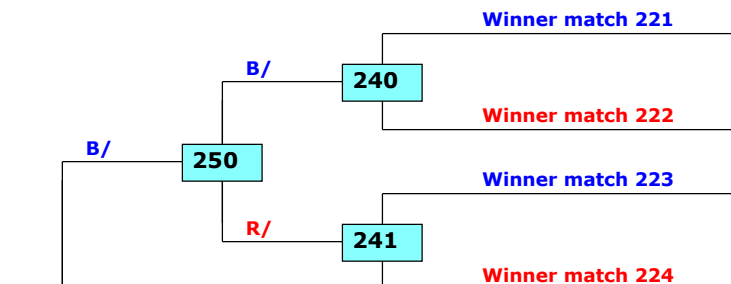 Winner match 221
B/
240
Winner match 222
B/
250
Winner match 223
R/
241
Winner match 224